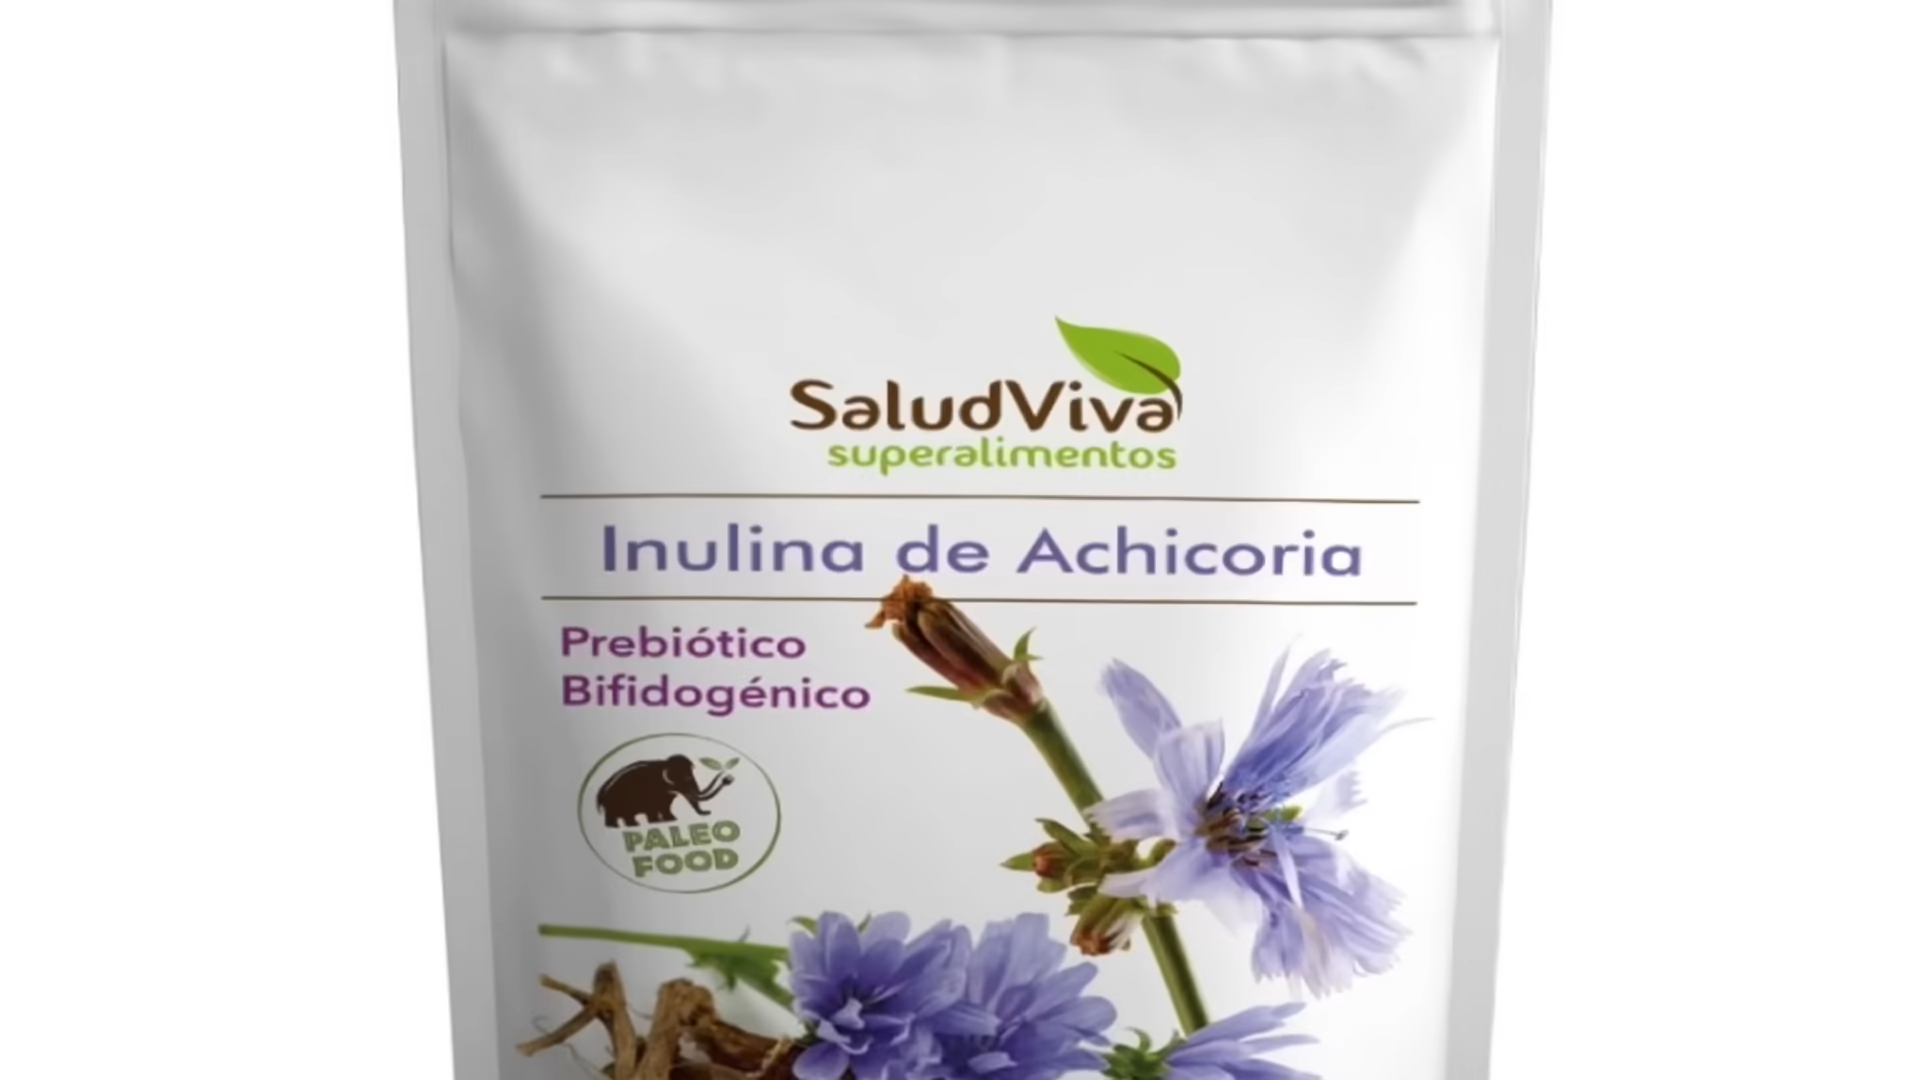 SaludViva
superalimentos
Inulina de Achicoria
Prebiótico
Bifidogénico
PALEO
FOOD